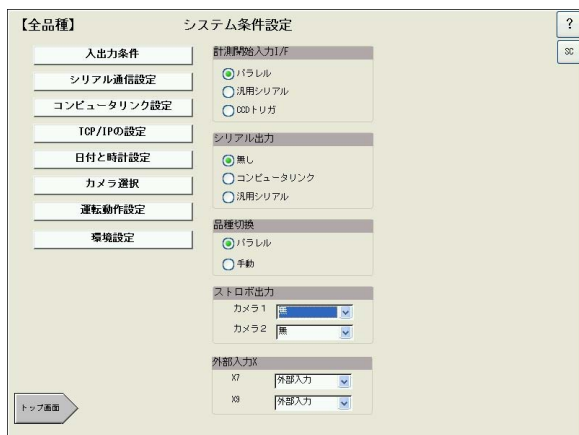 【全品種】
システム条件設定
?
SC
入出力条件
シリアル通信設定
コンピュータリンク設定
TCP/IPの設定
日付と時計設定
カメラ選択
運転動作設定
環境設定
計測開始入力I/F
パラレル
汎用シリアル
CCDトリガ
シリアル出力
無し
コンピュータリンク
汎用シリアル
品種切換
パラレル
手動
ストロボ出力
カメラ1 無
カメラ2 無
外部入力X
X7 外部入力
X8 外部入力
トップ画面